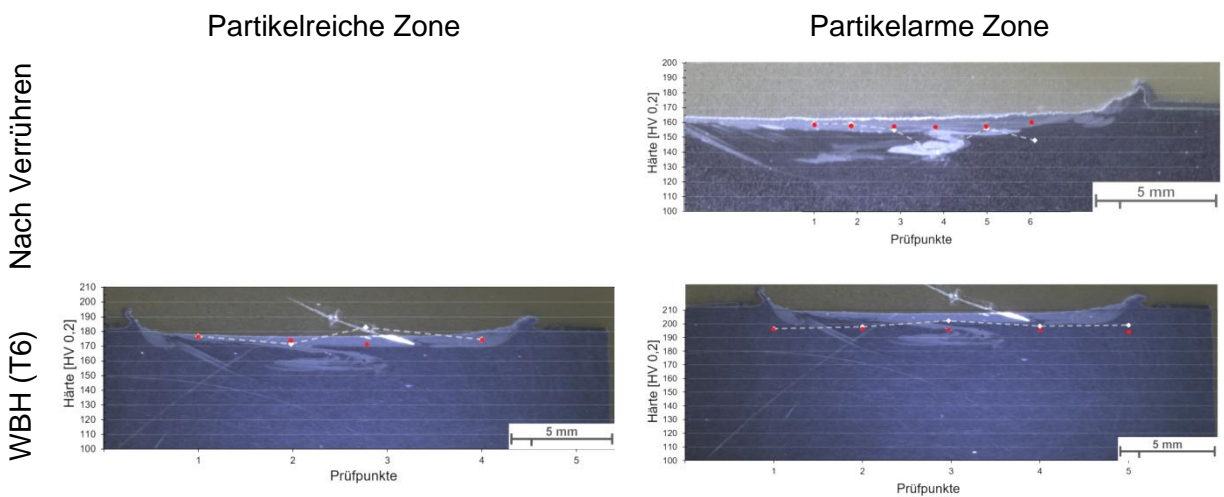 Partikelreiche Zone
Partikelarme Zone
Nach Verrühren
Härte [HV 0,2]
200
190
180
170
160
150
140
130
120
110
100
1 2 3 4 5 6
Prüfpunkte
5 mm
WBH (T6)
Härte [HV 0,2]
210
200
190
180
170
160
150
140
130
120
110
100
1 2 3 4 5
Prüfpunkte
5 mm
Härte [HV 0,2]
210
200
190
180
170
160
150
140
130
120
110
100
1 2 3 4 5
Prüfpunkte
5 mm